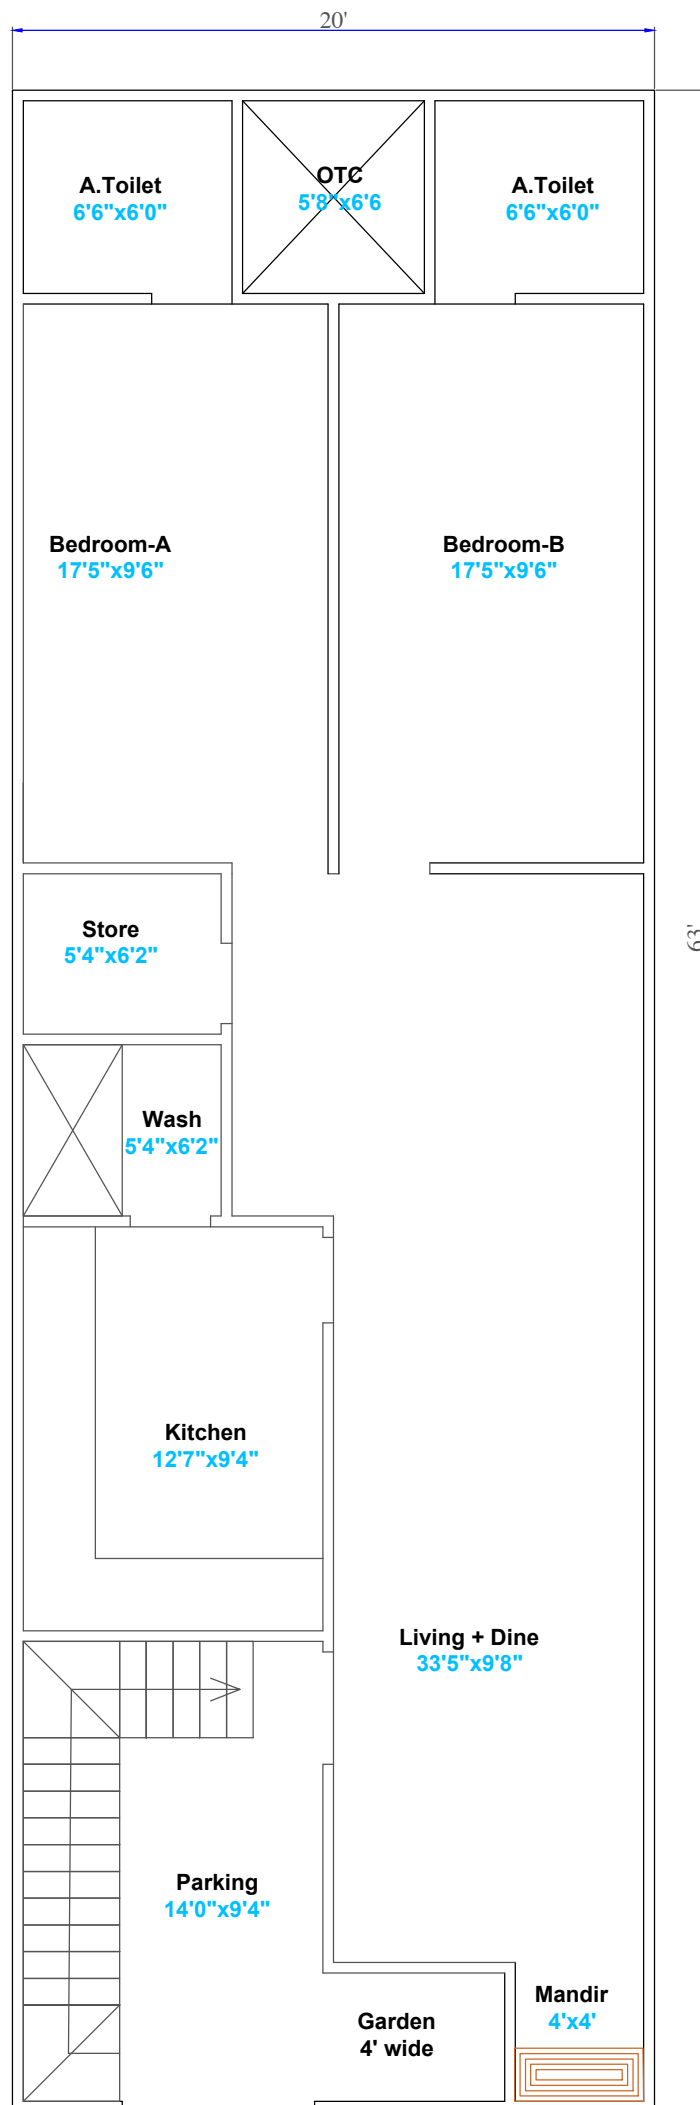 20'
A.Toilet
6'6"x6'0"
OTC
5'8"x6'6
A.Toilet
6'6"x6'0"
Bedroom-A
17'5"x9'6"
Bedroom-B
17'5"x9'6"
Store
5'4"x6'2"
63'
Wash
5'4"x6'2"
Kitchen
12'7"x9'4"
Living + Dine
33'5"x9'8"
Parking
14'0"x9'4"
Mandir
4'x4'
Garden
4' wide